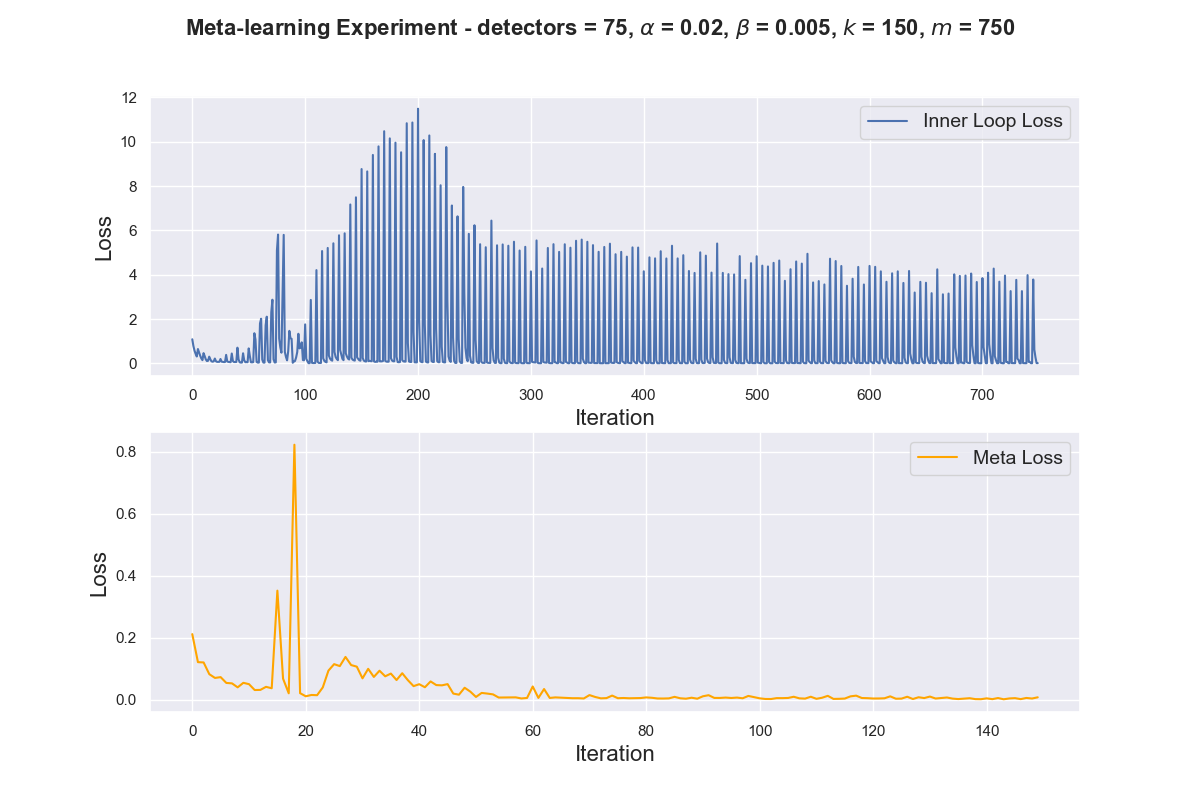 Meta-learning Experiment - detectors = 75, α = 0.02, β = 0.005, k = 150, m = 750
12
10
8
6
4
2
0
Loss
Inner Loop Loss
0 100 200 300 400 500 600 700
Iteration
0.8
0.6
0.4
0.2
0.0
Loss
Meta Loss
0 20 40 60 80 100 120 140
Iteration